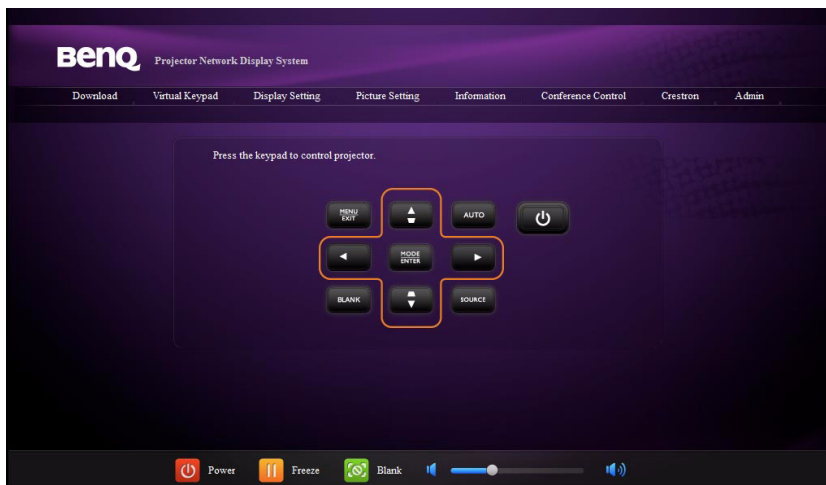 BenQ Projector Network Display System
Download Virtual Keypad Display Setting Picture Setting Information Conference Control Crestron Admin
Press the keypad to control projector.
MENU
EXIT
AUTO
MODE
ENTER
BLANK
SOURCE
Power Freeze Blank